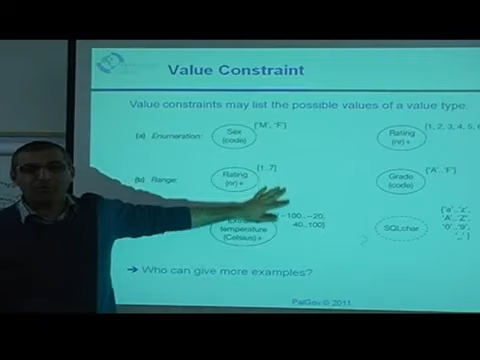 Value Constraint
Value constraints may list the possible values of a value type.
(a) Enumeration:
Sex
(code)
{'M', 'F'}
Rating
(nr) +
{1, 2, 3, 4, 5, 6
(b) Range:
Rating
(nr) +
{1..7}
Grade
(code)
{'A'..'F'}
temperature
(Celsius) +
-100..-20,
40..100}
SQLchar
{'a'..'z',
'A'..'Z',
'0'..'9',
'_'}
➔ Who can give more examples?
PalGov © 2011